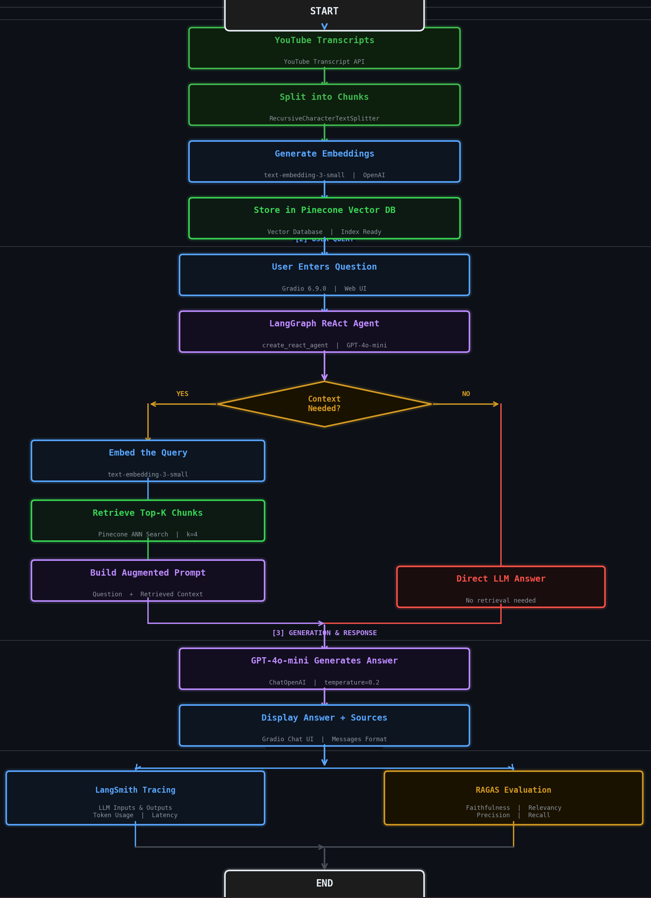 START
YouTube Transcripts
YouTube Transcript API
Split into Chunks
RecursiveCharacterTextSplitter
Generate Embeddings
text-embedding-3-small | OpenAI
Store in Pinecone Vector DB
Vector Database | Index Ready
[2] USER QUERY
User Enters Question
Gradio 6.9.0 | Web UI
LangGraph ReAct Agent
create_react_agent | GPT-4o-mini
Context
Needed?
YES
NO
Embed the Query
text-embedding-3-small
Retrieve Top-K Chunks
Pinecone ANN Search | k=4
Build Augmented Prompt
Question + Retrieved Context
Direct LLM Answer
No retrieval needed
[3] GENERATION & RESPONSE
GPT-4o-mini Generates Answer
ChatOpenAI | temperature=0.2
Display Answer + Sources
Gradio Chat UI | Messages Format
LangSmith Tracing
LLM Inputs & Outputs
Token Usage | Latency
RAGAS Evaluation
Faithfulness | Relevancy
Precision | Recall
END